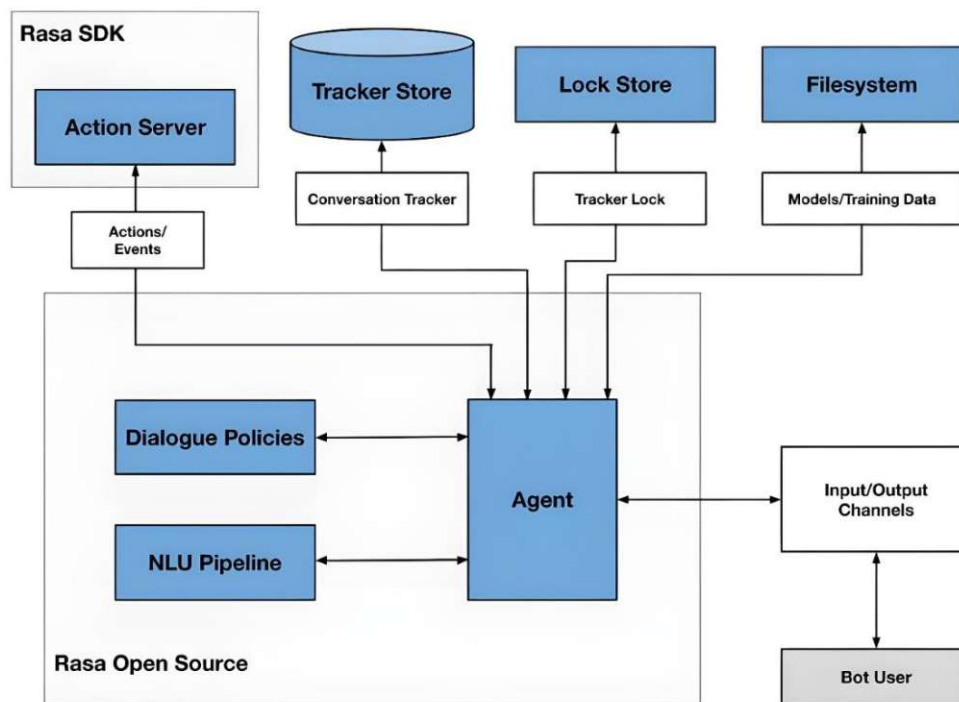 Rasa SDK
Action Server
Tracker Store
Lock Store
Filesystem
Conversation Tracker
Tracker Lock
Models/Training Data
Actions/
Events
Dialogue Policies
NLU Pipeline
Agent
Input/Output
Channels
Rasa Open Source
Bot User